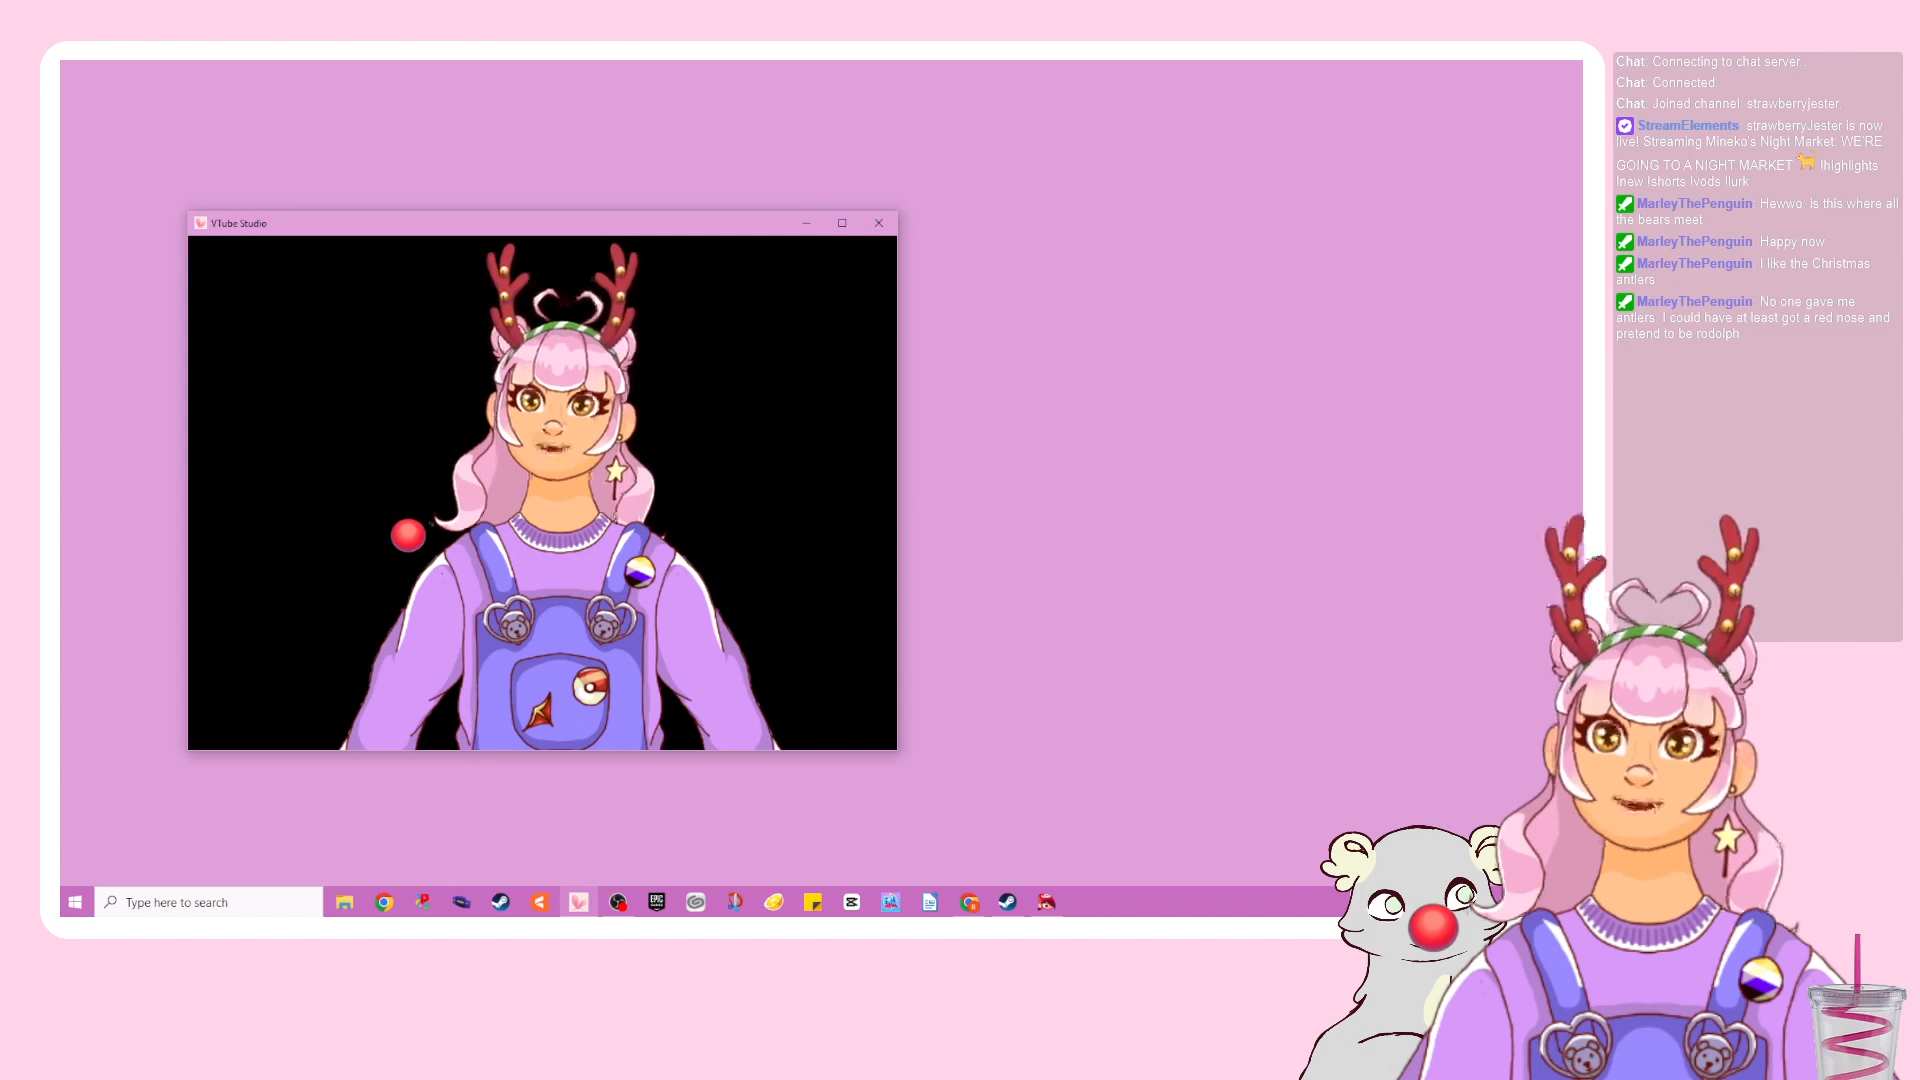 Chat: Connecting to chat server..
Chat: Connected.
Chat: Joined channel: strawberryjester.
StreamElements strawberryJester is now
live! Streaming Mineko's Night Market: WE'RE
GOING TO A NIGHT MARKET !highlights
!new !shorts !vods !lurk
MarleyThePenguin Hewwo. Is this where all
the bears meet
MarleyThePenguin Happy now
MarleyThePenguin I like the Christmas
antlers
MarleyThePenguin No one gave me
antlers. I could have at least got a red nose and
pretend to be rodolph.
VTube Studio
Type here to search
EPIC